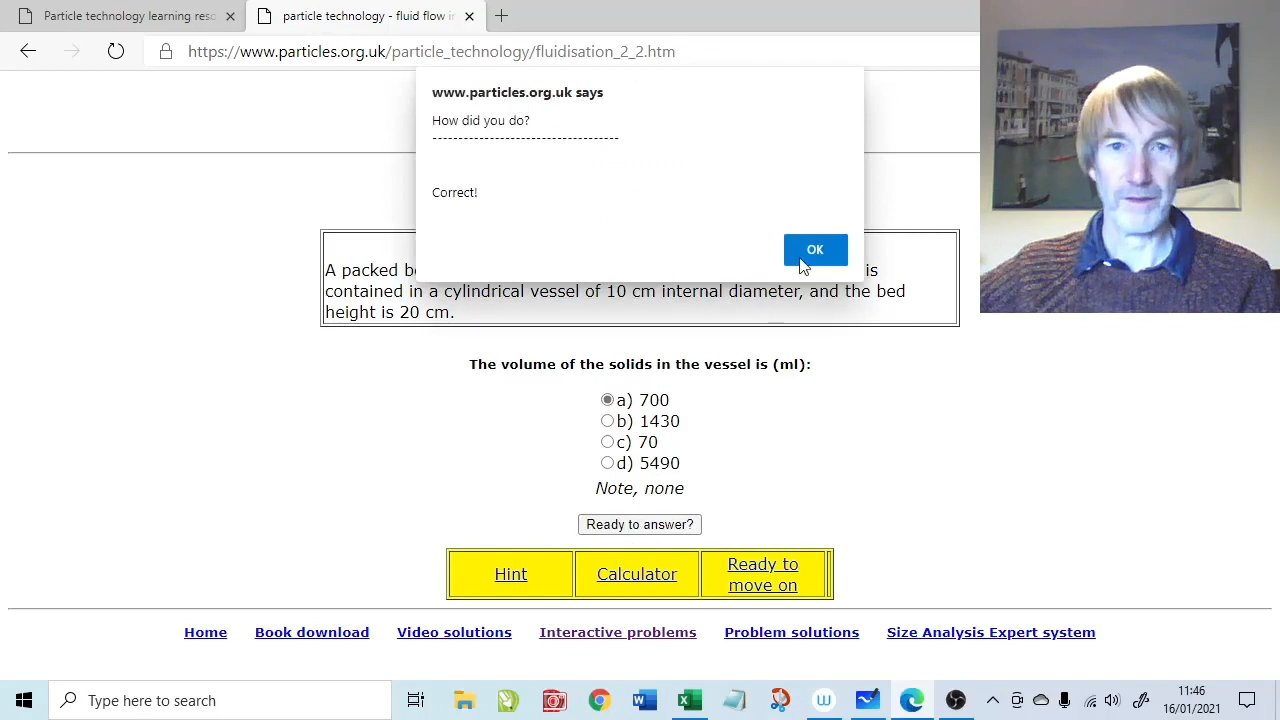 Particle technology learning res
particle technology - fluid flow in
https://www.particles.org.uk/particle_technology/fluidisation_2_2.htm
www.particles.org.uk says
How did you do?
-----------------------------------
Correct!
OK
A packed b
is
contained in a cylindrical vessel of 10 cm internal diameter, and the bed
height is 20 cm.
The volume of the solids in the vessel is (ml):
a) 700
b) 1430
c) 70
d) 5490
Note, none
Ready to answer?
Hint
Calculator
Ready to
move on
Home
Book download
Video solutions
Interactive problems
Problem solutions
Size Analysis Expert system
Type here to search
11:46
16/01/2021